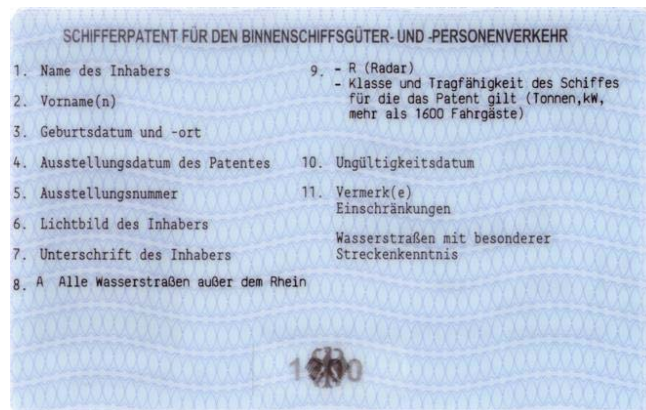 SCHIFFERPATENT FÜR DEN BINNENSCHIFFSGÜTER- UND -PERSONENVERKEHR
1. Name des Inhabers
2. Vorname(n)
3. Geburtsdatum und -ort
4. Ausstellungsdatum des Patentes
5. Ausstellungsnummer
6. Lichtbild des Inhabers
7. Unterschrift des Inhabers
8. A Alle Wasserstraßen außer dem Rhein
9. - R (Radar)
- Klasse und Tragfähigkeit des Schiffes
für die das Patent gilt (Tonnen,kW,
mehr als 1600 Fahrgäste)
10. Ungültigkeitsdatum
11. Vermerk(e)
Einschränkungen
Wasserstraßen mit besonderer
Streckenkenntnis